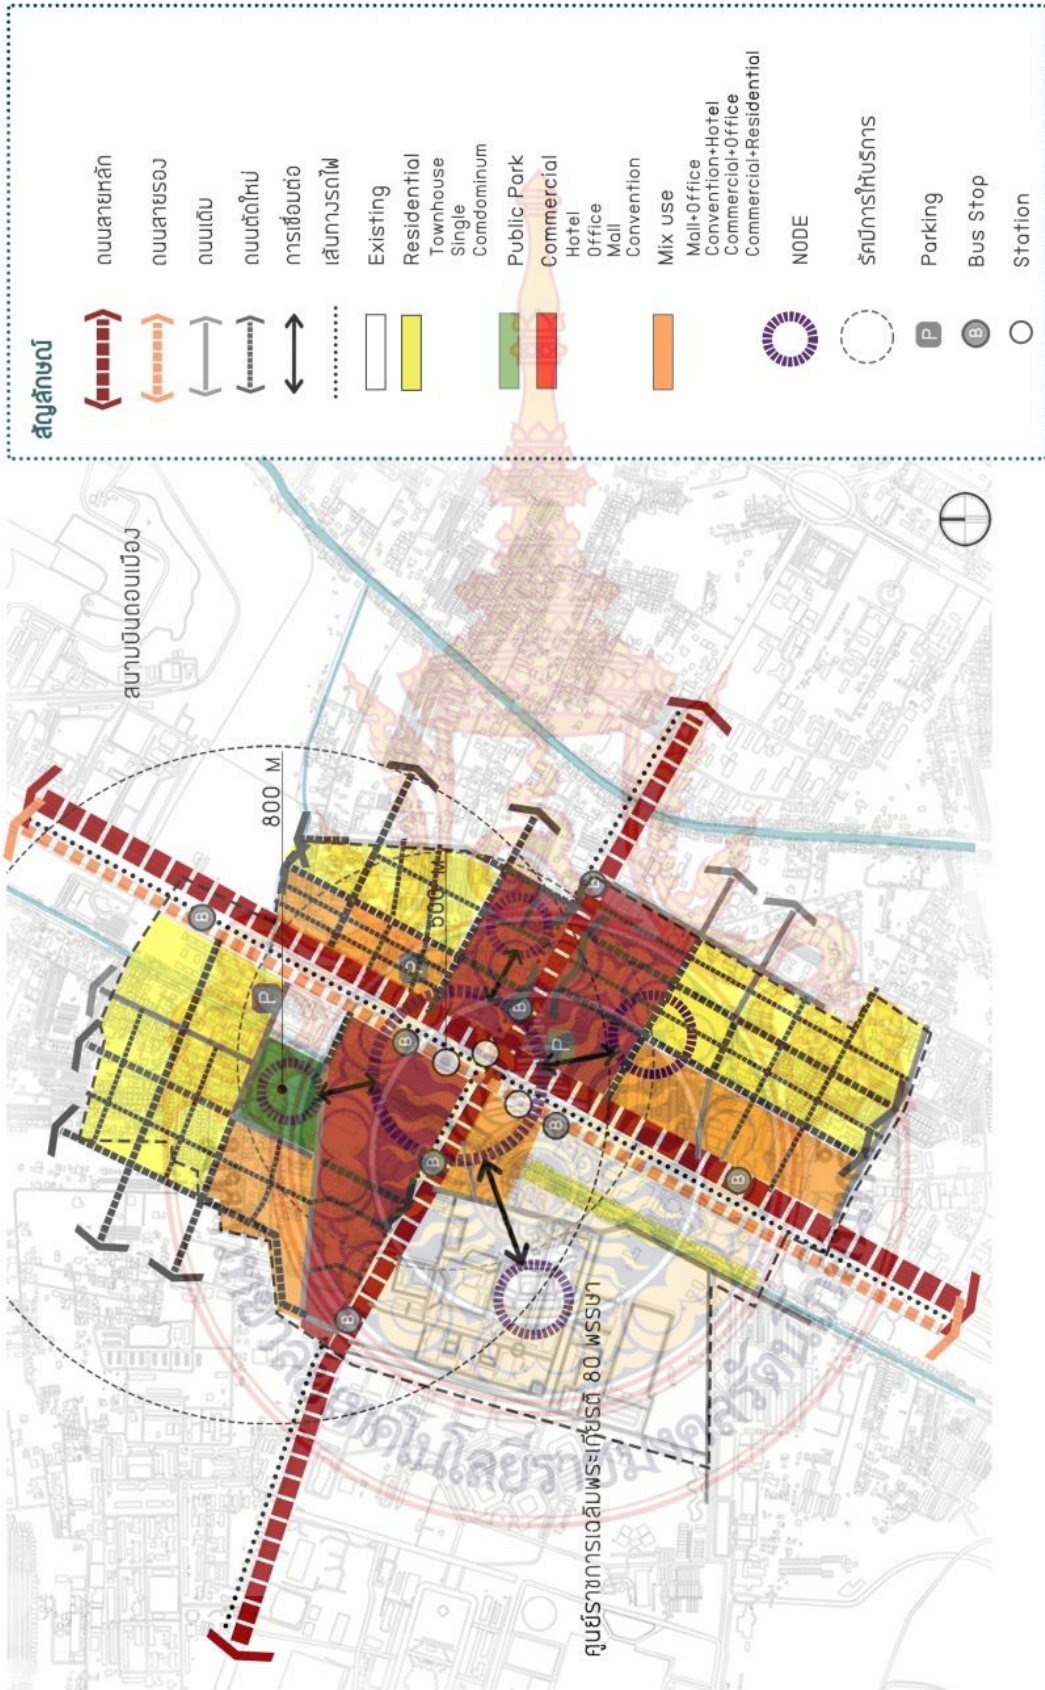 สัญลักษณ์
ถนนสายหลัก
ถนนสายรอง
ถนนเดิม
ถนนตัดใหม่
การเชื่อมต่อ
เส้นทางรถไฟ
Existing
Residential
Townhouse
Single
Comdominum
Public Park
Commercial
Hotel
Office
Mall
Convention
Mix use
Mall+Office
Convention+Hotel
Commercial+Office
Commercial+Residential
NODE
รัศมีการให้บริการ
P
Parking
B
Bus Stop
Station
สนามบินดอนเมือง
800 M
600 M
B
P
B
B
B
P
B
B
B
B
B
ศูนย์ราชการเฉลิมพระเกียรติ 80 พรรษา